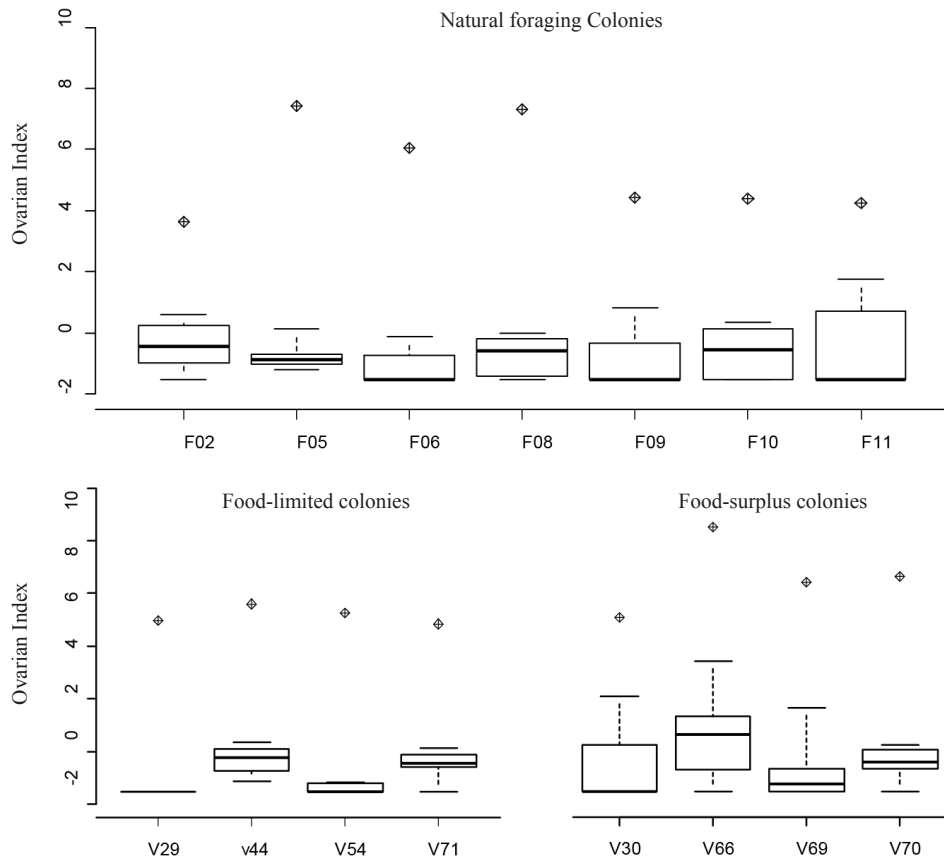 Natural foraging Colonies
Ovarian Index
10
8
6
4
2
0
-2
F02 F05 F06 F08 F09 F10 F11
Food-limited colonies
Food-surplus colonies
Ovarian Index
10
8
6
4
2
0
-2
V29 v44 V54 V71
V30 V66 V69 V70